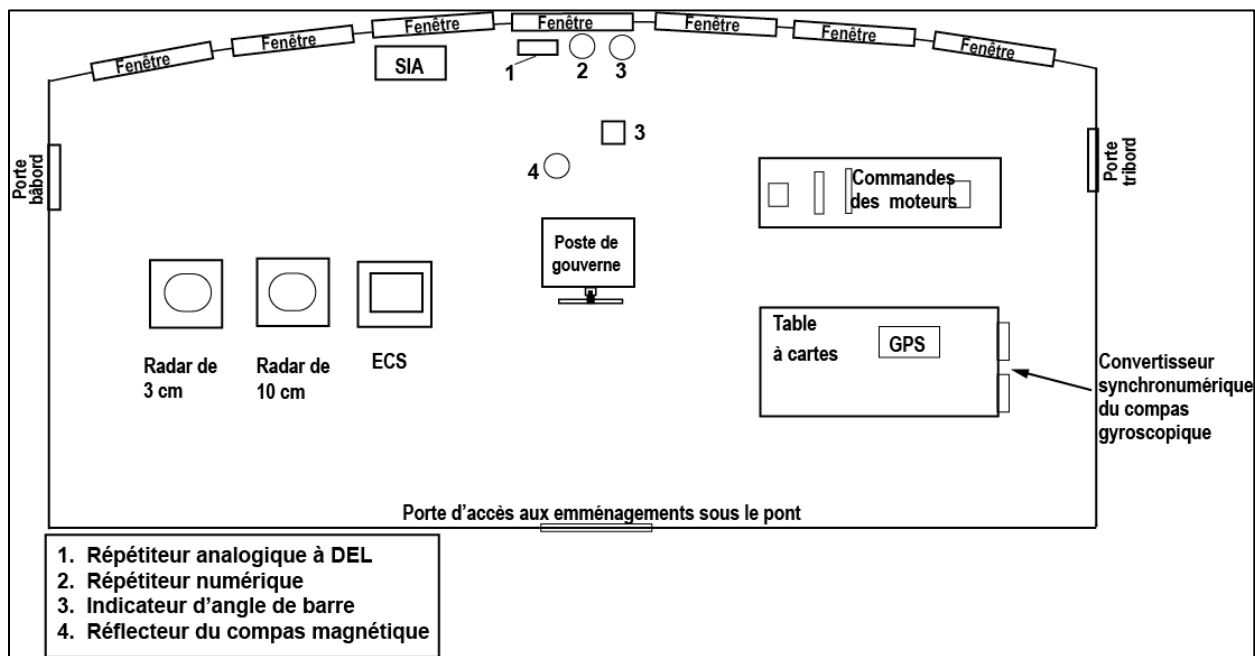 Fenêtre
Fenêtre
Fenêtre
Fenêtre
Fenêtre
Fenêtre
Fenêtre
SIA
1
2
3
3
4
Porte
bâbord
Porte
tribord
Commandes
des moteurs
Poste de
gouverne
Radar de
3 cm
Radar de
10 cm
ECS
Table
à cartes
GPS
Convertisseur
synchronumérique
du compas
gyroscopique
Porte d'accès aux emménagements sous le pont
1. Répétiteur analogique à DEL
2. Répétiteur numérique
3. Indicateur d'angle de barre
4. Réflecteur du compas magnétique